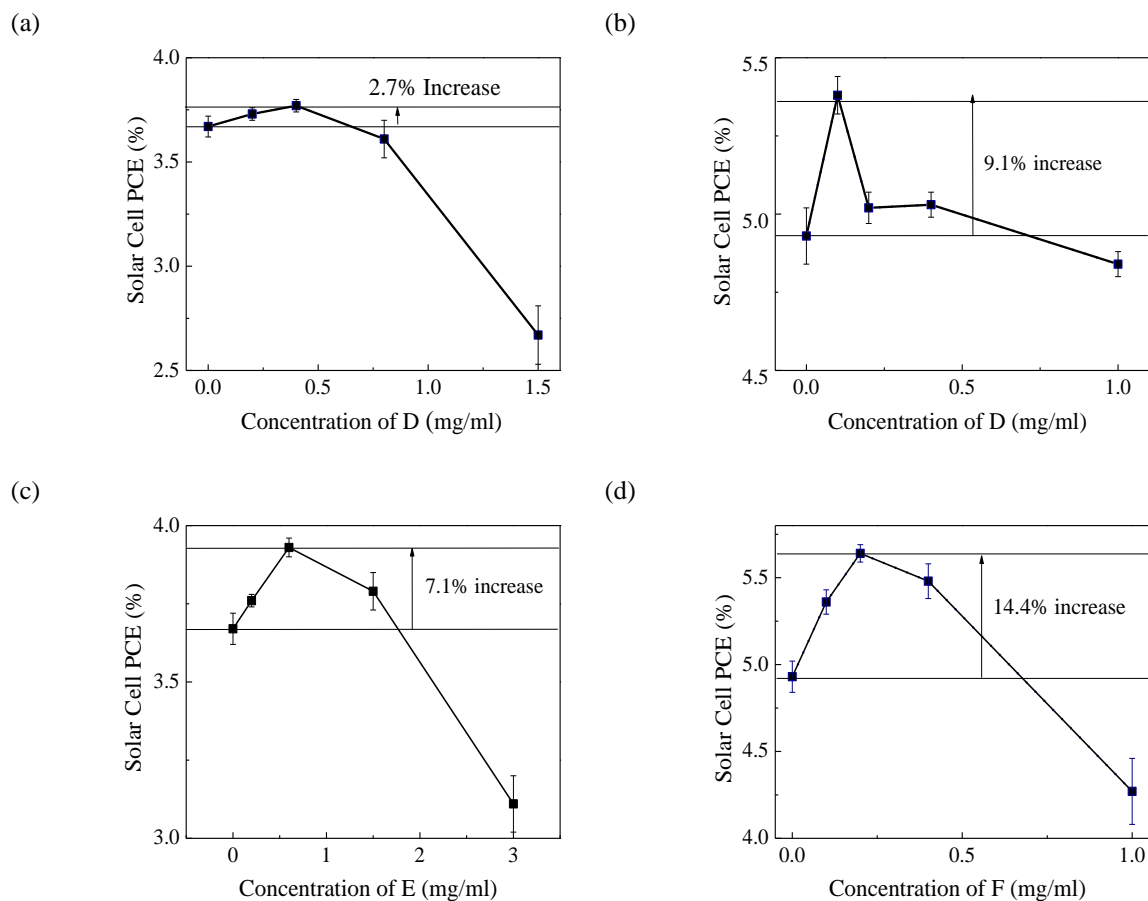 (a)
4.0
3.5
3.0
2.5
Solar Cell PCE (%)
2.7% Increase
0.0 0.5 1.0 1.5
Concentration of D (mg/ml)
(b)
5.5
5.0
4.5
Solar Cell PCE (%)
9.1% increase
0.0 0.5 1.0
Concentration of D (mg/ml)
(c)
4.0
3.5
3.0
Solar Cell PCE (%)
7.1% increase
0 1 2 3
Concentration of E (mg/ml)
(d)
5.5
5.0
4.5
4.0
Solar Cell PCE (%)
14.4% increase
0.0 0.5 1.0
Concentration of F (mg/ml)